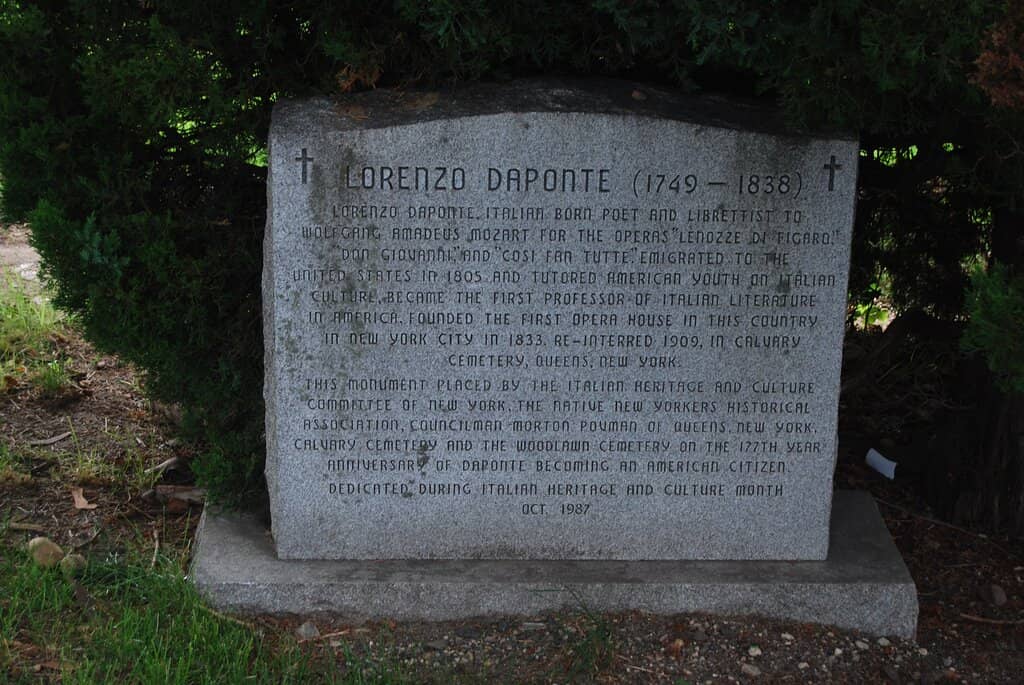 † LORENZO DAPONTE (1749 – 1838) †
LORENZO DAPONTE, ITALIAN BORN POET AND LIBRETTIST TO
WOLFGANG AMADEUS MOZART FOR THE OPERAS "LENOZZE DI FIGARO,"
DON GIOVANNI," AND "COSI FAN TUTTE," EMIGRATED TO THE
UNITED STATES IN 1805 AND TUTORED AMERICAN YOUTH ON ITALIAN
CULTURE, BECAME THE FIRST PROFESSOR OF ITALIAN LITERATURE
IN AMERICA. FOUNDED THE FIRST OPERA HOUSE IN THIS COUNTRY
IN NEW YORK CITY IN 1833. RE-INTERRED 1909, IN CALVARY
CEMETERY, QUEENS, NEW YORK.
THIS MONUMENT PLACED BY THE ITALIAN HERITAGE AND CULTURE
COMMITTEE OF NEW YORK, THE NATIVE NEW YORKERS HISTORICAL
ASSOCIATION, COUNCILMAN MORTON POVMAN OF QUEENS, NEW YORK,
CALVARY CEMETERY AND THE WOODLAWN CEMETERY ON THE 177TH YEAR
ANNIVERSARY OF DAPONTE BECOMING AN AMERICAN CITIZEN.
DEDICATED DURING ITALIAN HERITAGE AND CULTURE MONTH
OCT. 1987